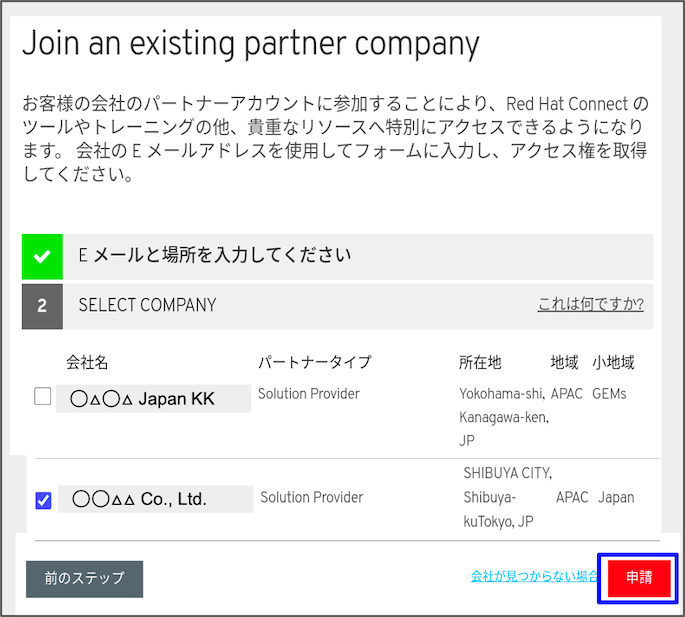 Join an existing partner company
お客様の会社のパートナーアカウントに参加することにより、Red Hat Connect の
ツールやトレーニングの他、貴重なリソースへ特別にアクセスできるようになり
ます。 会社の E メールアドレスを使用してフォームに入力し、アクセス権を取得
してください。
E メールと場所を入力してください
2 SELECT COMPANY これは何ですか?
会社名 パートナータイプ 所在地 地域 小地域
〇△〇△ Japan KK Solution Provider Yokohama-shi, APAC GEMs
Kanagawa-ken,
JP
SHIBUYA CITY,
〇〇△△ Co., Ltd. Solution Provider Shibuya- APAC Japan
kuTokyo, JP
前のステップ 会社が見つからない場合 申請